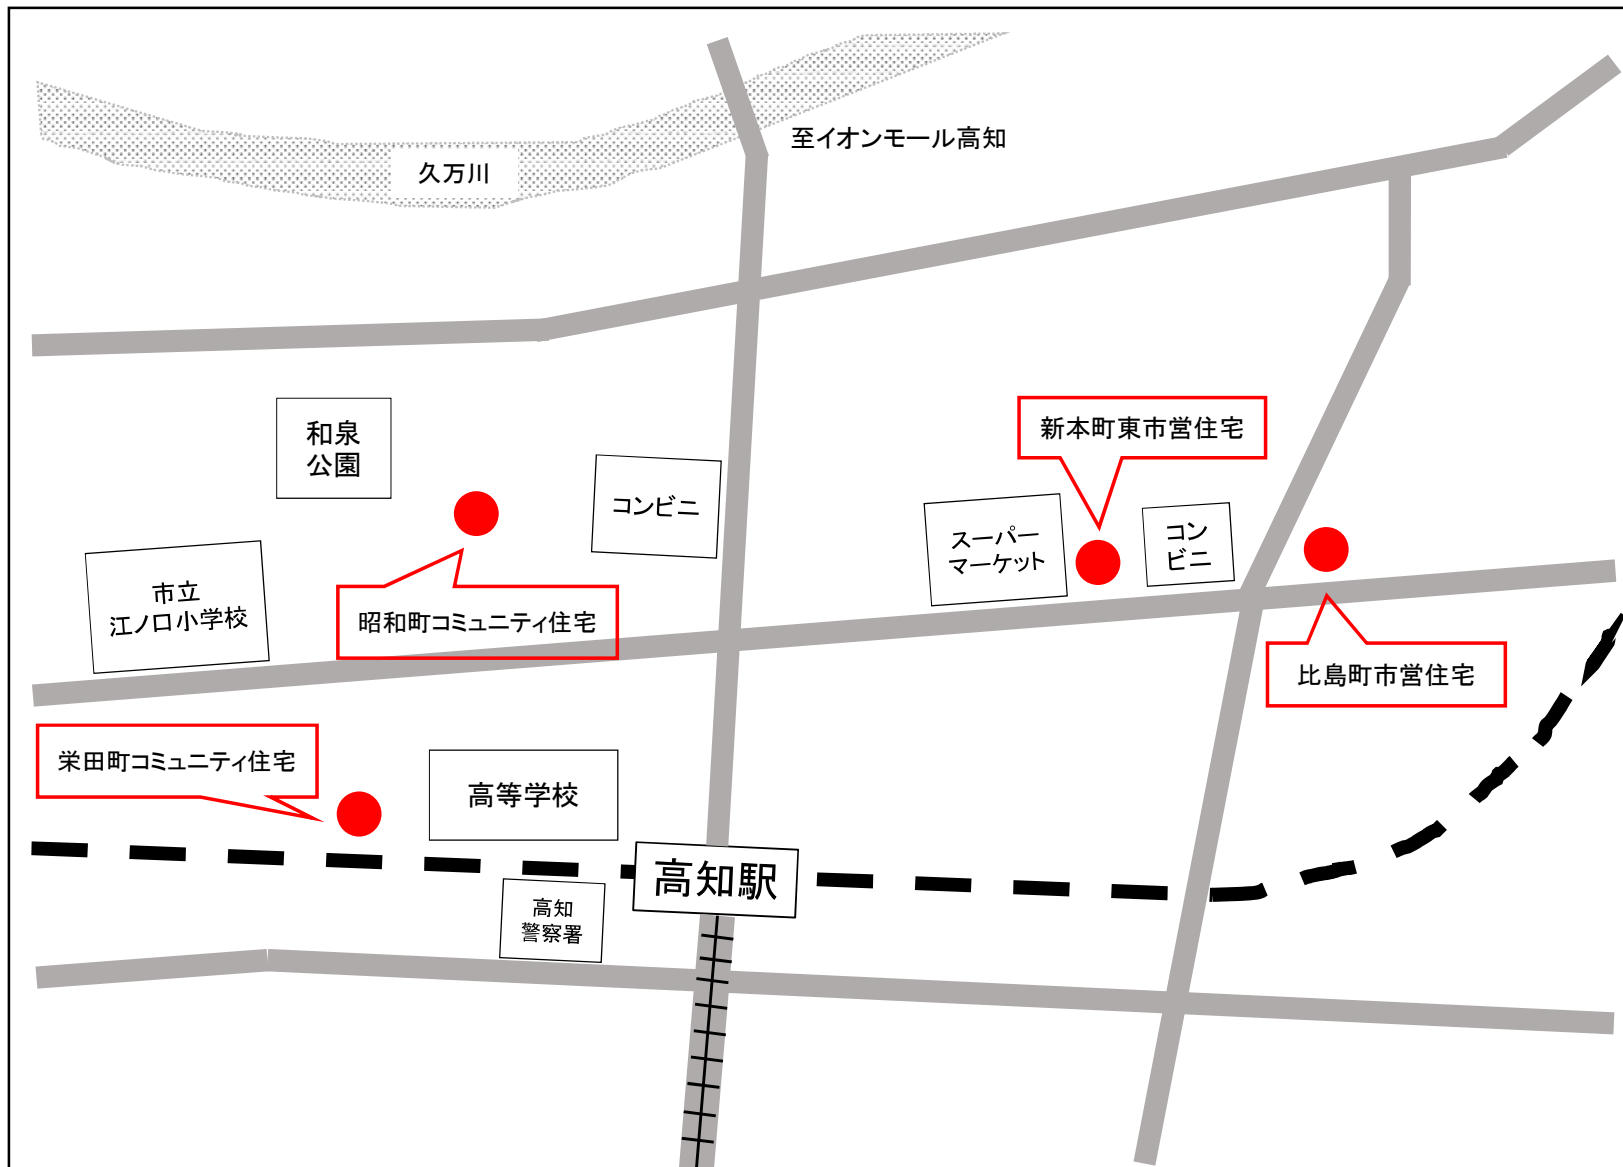 至イオンモール高知
久万川
和泉
公園
新本町東市営住宅
コンビニ
スーパー
マーケット
コン
ビニ
市立
江ノ口小学校
昭和町コミュニティ住宅
比島町市営住宅
栄田町コミュニティ住宅
高等学校
高知駅
高知
警察署